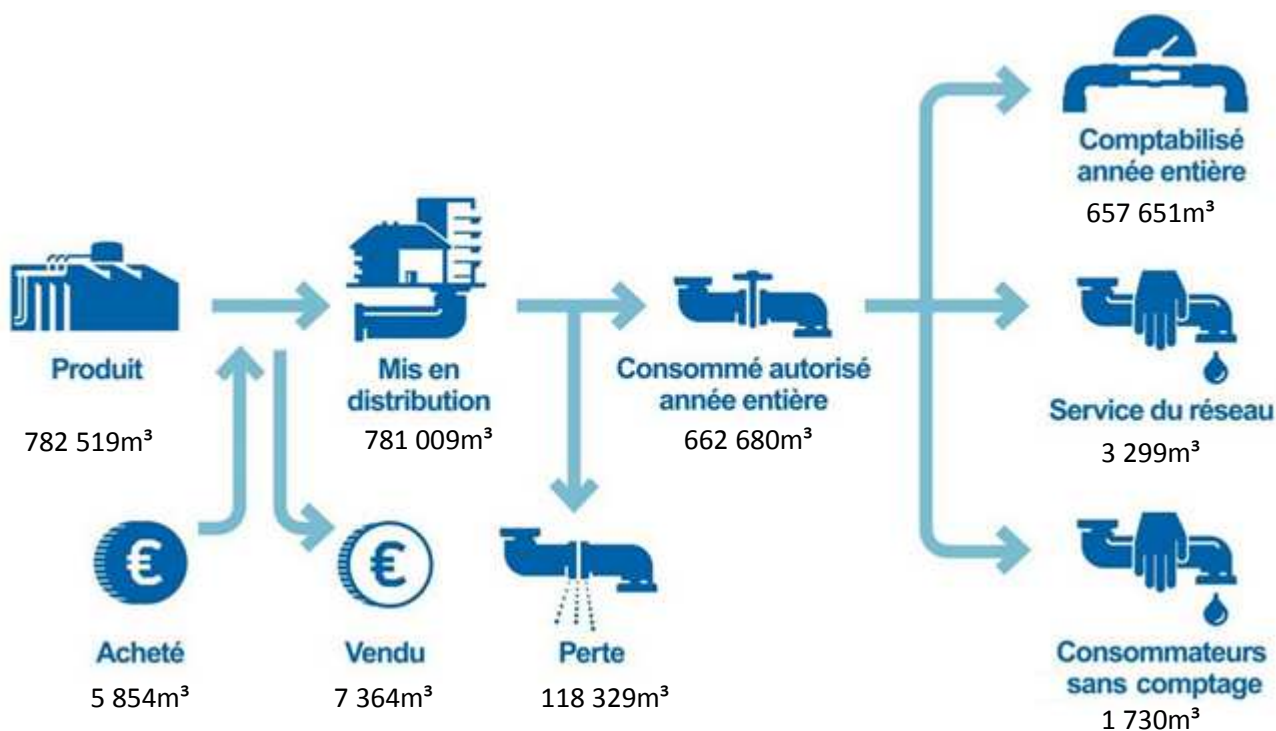 Comptabilisé
année entière
657 651m³
Produit
782 519m³
Mis en
distribution
781 009m³
Consommé autorisé
année entière
662 680m³
Service du réseau
3 299m³
€
Acheté
5 854m³
€
Vendu
7 364m³
Perte
118 329m³
Consommateurs
sans comptage
1 730m³